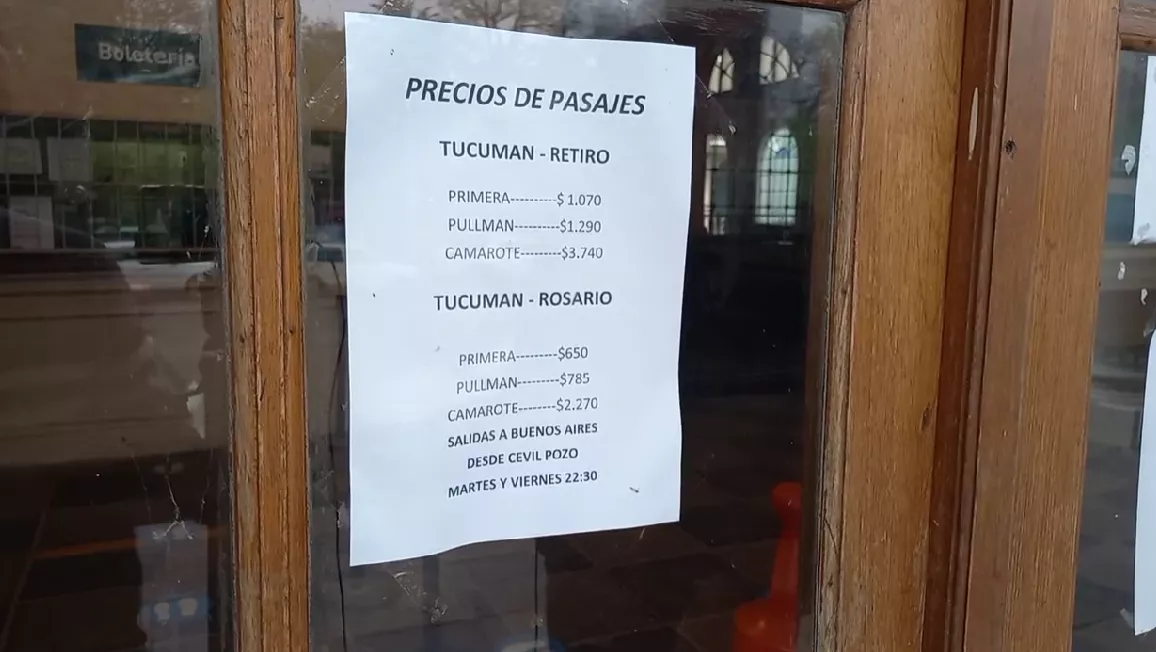 Boletería
PRECIOS DE PASAJES
TUCUMAN - RETIRO
PRIMERA----------$ 1.070
PULLMAN----------$1.290
CAMAROTE---------$3.740
TUCUMAN - ROSARIO
PRIMERA---------$650
PULLMAN---------$785
CAMAROTE--------$2.270
SALIDAS A BUENOS AIRES
DESDE CEVIL POZO
MARTES Y VIERNES 22:30